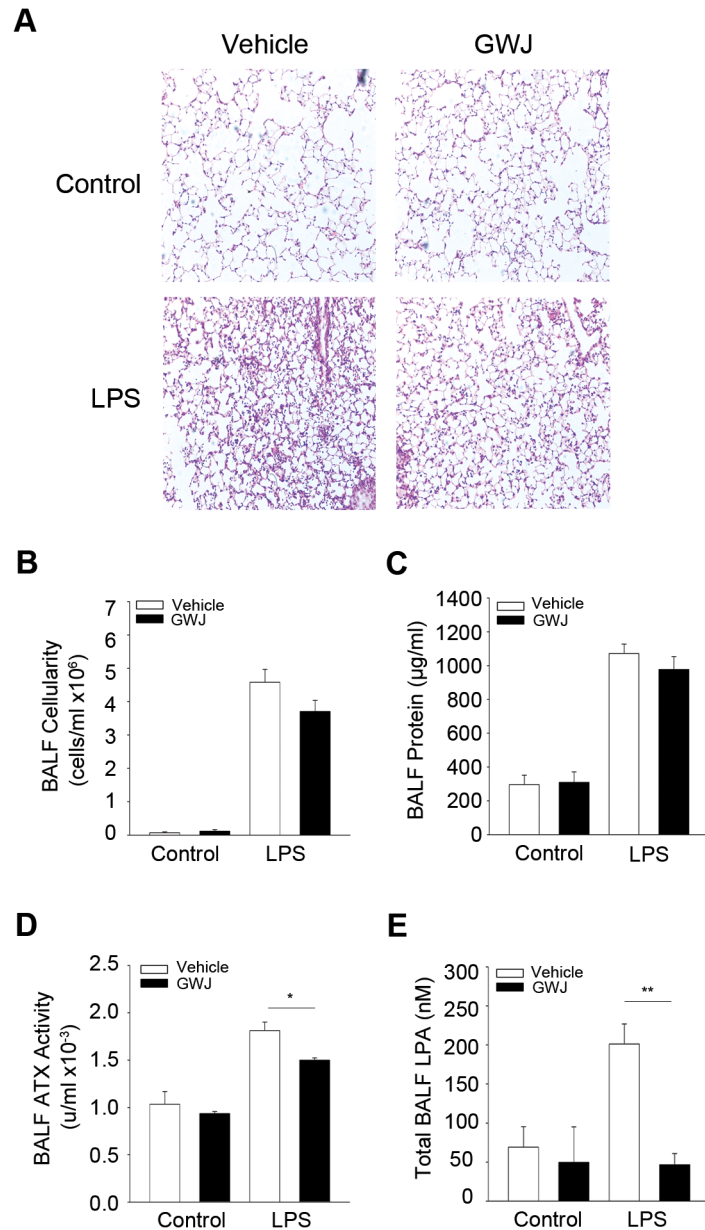 A
Vehicle GWJ
Control
LPS
B
7
6
5
4
3
2
1
0
BALF Cellularity
(cells/ml x10⁶)
Vehicle
GWJ
Control LPS
C
1400
1200
1000
800
600
400
200
0
BALF Protein (µg/ml)
Vehicle
GWJ
Control LPS
D
2.5
2.0
1.5
1.0
0.5
0.0
BALF ATX Activity
(u/ml x10⁻³)
Vehicle
GWJ
*
Control LPS
E
300
250
200
150
100
50
0
Total BALF LPA (nM)
Vehicle
GWJ
**
Control LPS